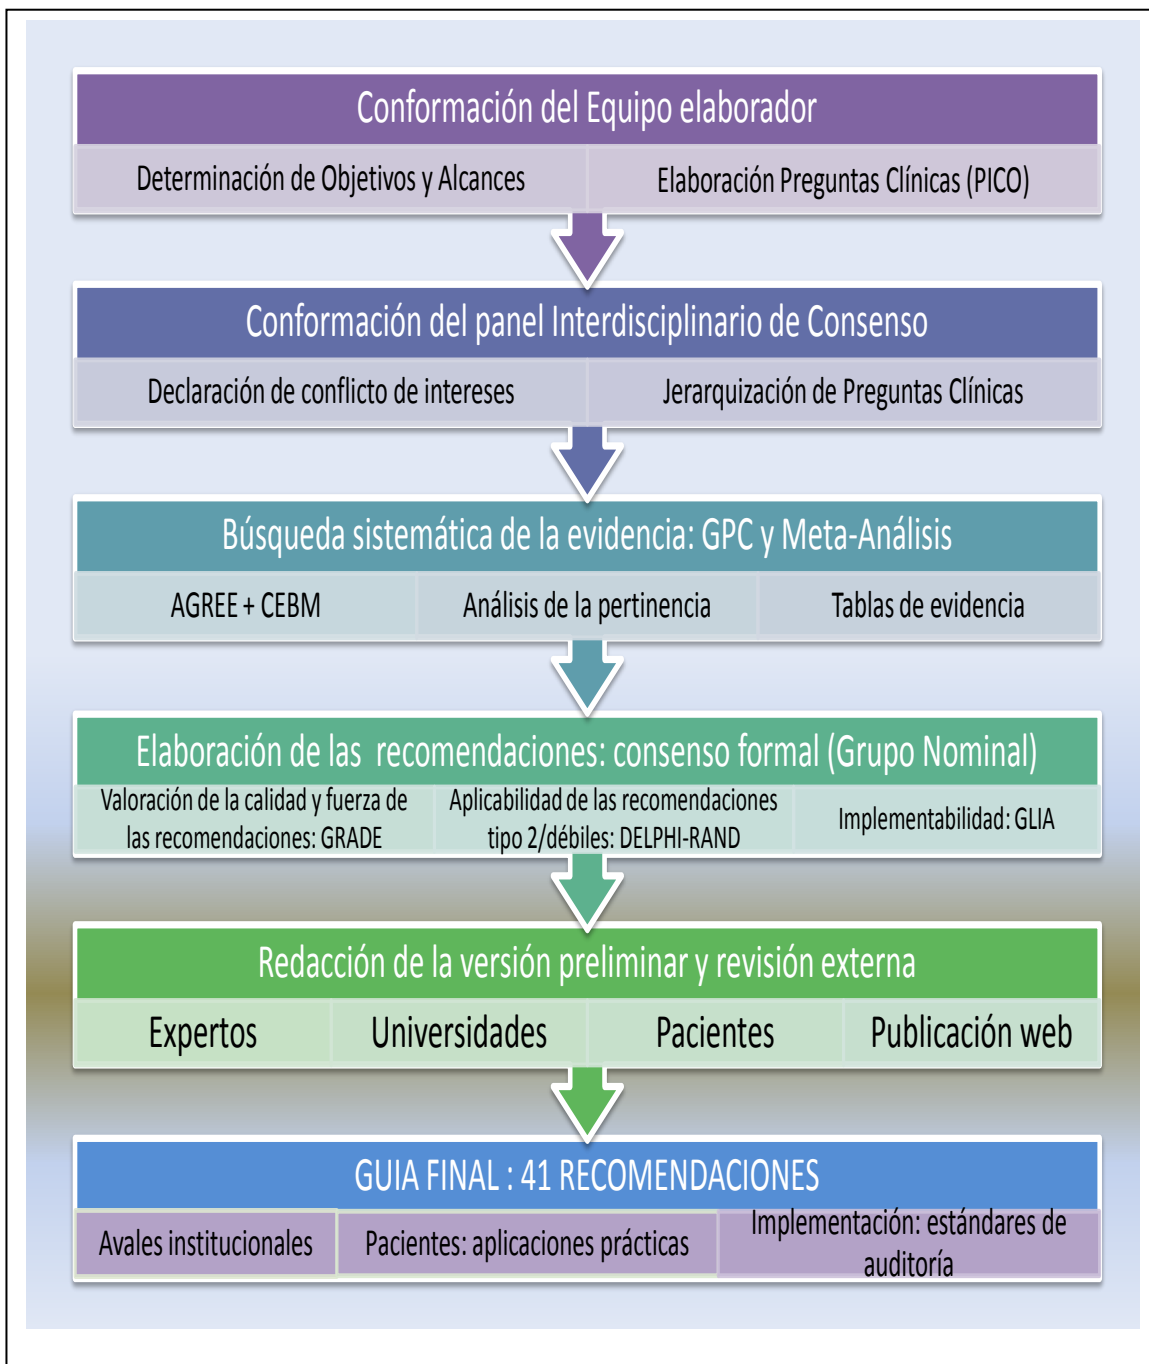 Conformación del Equipo elaborador
Determinación de Objetivos y Alcances
Elaboración Preguntas Clínicas (PICO)
Conformación del panel Interdisciplinario de Consenso
Declaración de conflicto de intereses
Jerarquización de Preguntas Clínicas
Búsqueda sistemática de la evidencia: GPC y Meta-Análisis
AGREE + CEBM
Análisis de la pertinencia
Tablas de evidencia
Elaboración de las recomendaciones: consenso formal (Grupo Nominal)
Valoración de la calidad y fuerza de
las recomendaciones: GRADE
Aplicabilidad de las recomendaciones
tipo 2/débiles: DELPHI-RAND
Implementabilidad: GLIA
Redacción de la versión preliminar y revisión externa
Expertos
Universidades
Pacientes
Publicación web
GUIA FINAL : 41 RECOMENDACIONES
Avales institucionales
Pacientes: aplicaciones prácticas
Implementación: estándares de
auditoría